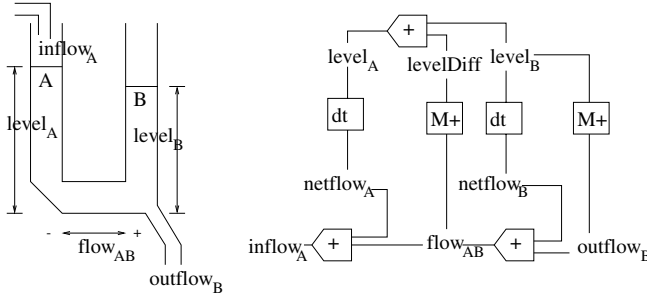 inflow_A
A
B
level_A
level_B
- +
flow_AB
outflow_B
+
level_A levelDiff level_B
dt M+ dt M+
netflow_A netflow_B
inflow_A + flow_AB + outflow_B